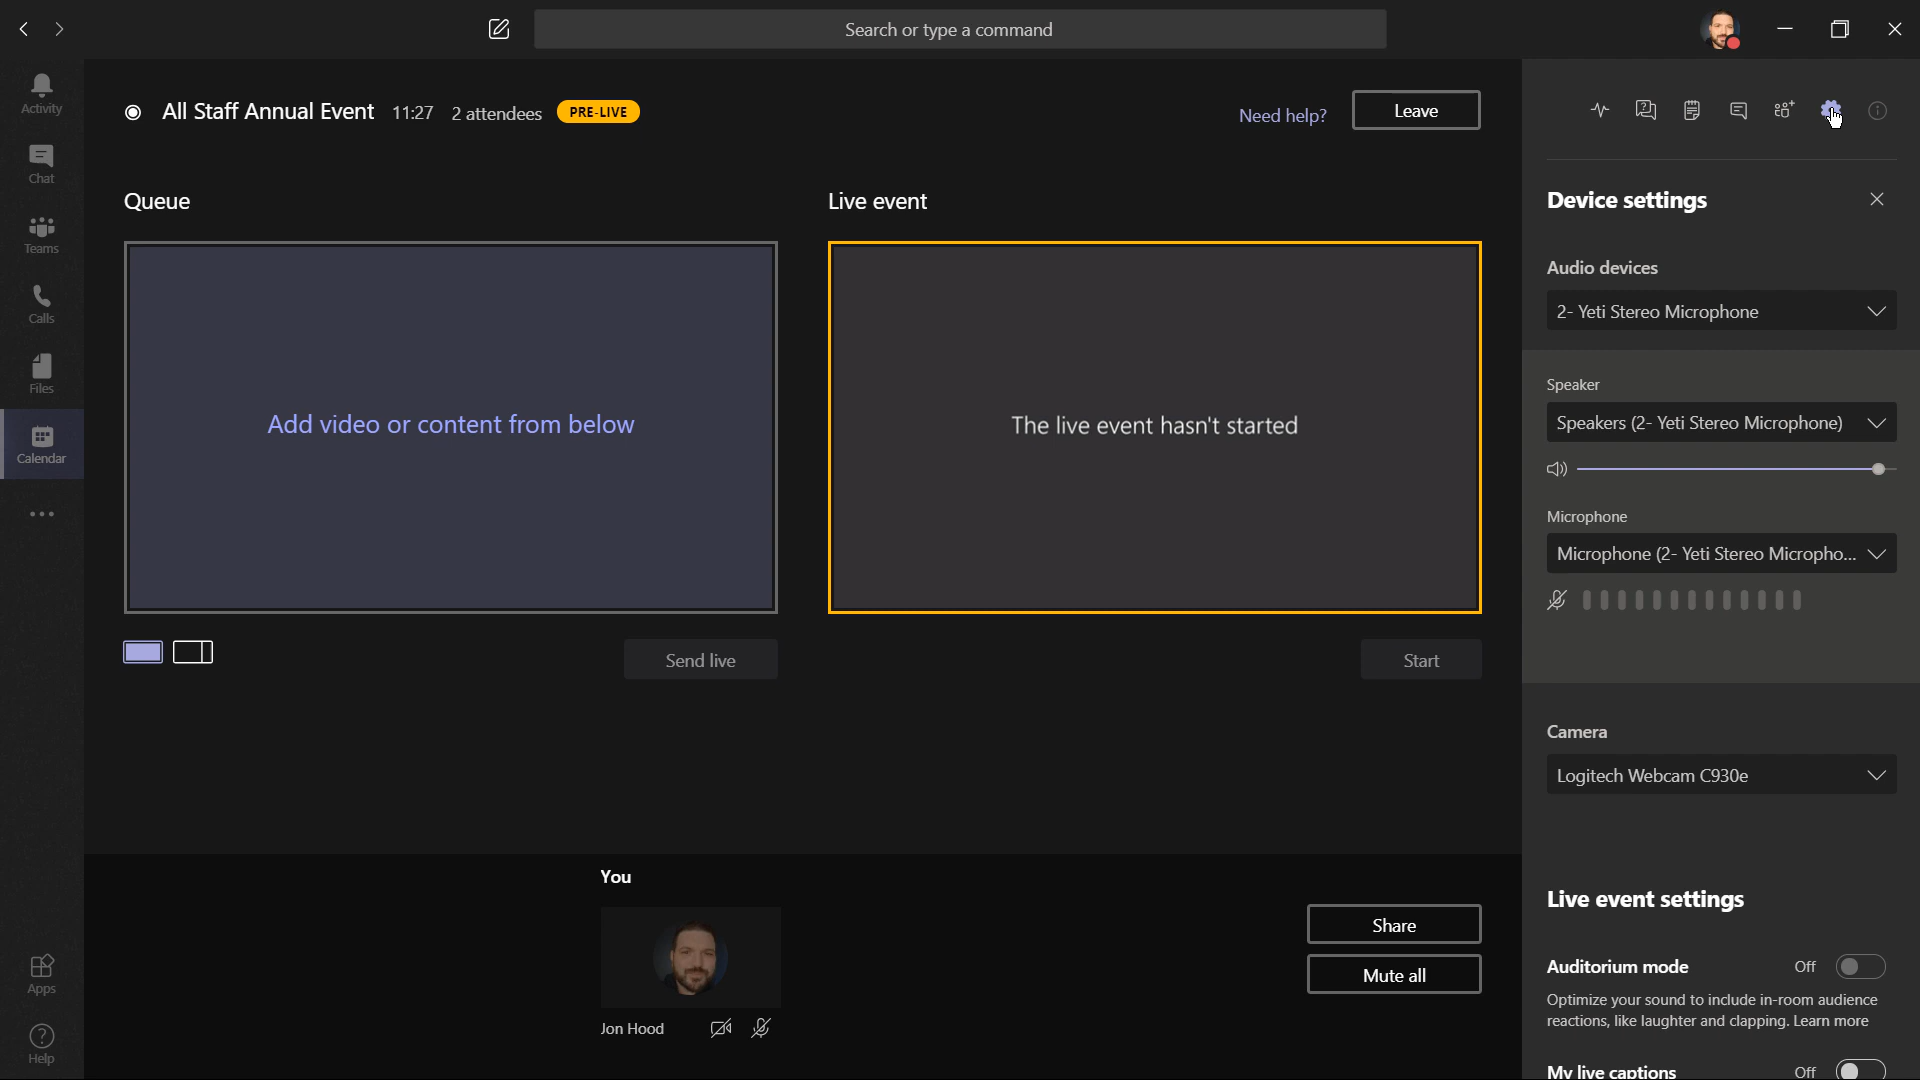 Search or type a command
Activity
Chat
Teams
Calls
Files
Calendar
Apps
Help
All Staff Annual Event 11:27 2 attendees PRE-LIVE
Need help?
Leave
Queue
Live event
Add video or content from below
The live event hasn't started
Send live
Start
You
Jon Hood
Share
Mute all
Device settings
Audio devices
2- Yeti Stereo Microphone
Speaker
Speakers (2- Yeti Stereo Microphone)
Microphone
Microphone (2- Yeti Stereo Micropho...
Camera
Logitech Webcam C930e
Live event settings
Auditorium mode Off
Optimize your sound to include in-room audience
reactions, like laughter and clapping. Learn more
My live captions Off